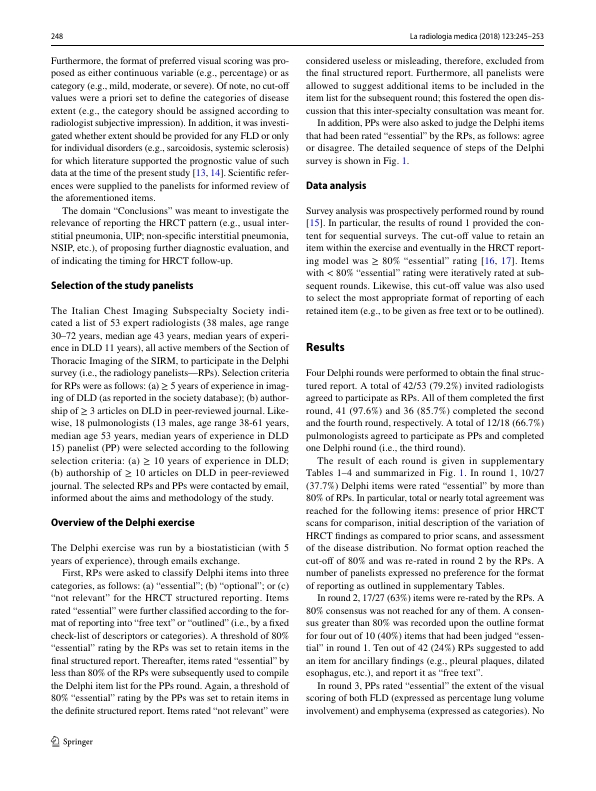 248
La radiologia medica (2018) 123:245–253
Furthermore, the format of preferred visual scoring was pro-
posed as either continuous variable (e.g., percentage) or as
category (e.g., mild, moderate, or severe). Of note, no cut-off
values were a priori set to define the categories of disease
extent (e.g., the category should be assigned according to
radiologist subjective impression). In addition, it was investi-
gated whether extent should be provided for any FLD or only
for individual disorders (e.g., sarcoidosis, systemic sclerosis)
for which literature supported the prognostic value of such
data at the time of the present study [13, 14]. Scientific refer-
ences were supplied to the panelists for informed review of
the aforementioned items.
The domain “Conclusions” was meant to investigate the
relevance of reporting the HRCT pattern (e.g., usual inter-
stitial pneumonia, UIP; non-specific interstitial pneumonia,
NSIP, etc.), of proposing further diagnostic evaluation, and
of indicating the timing for HRCT follow-up.
Selection of the study panelists
The Italian Chest Imaging Subspecialty Society indi-
cated a list of 53 expert radiologists (38 males, age range
30–72 years, median age 43 years, median years of experi-
ence in DLD 11 years), all active members of the Section of
Thoracic Imaging of the SIRM, to participate in the Delphi
survey (i.e., the radiology panelists—RPs). Selection criteria
for RPs were as follows: (a) ≥ 5 years of experience in imag-
ing of DLD (as reported in the society database); (b) author-
ship of ≥ 3 articles on DLD in peer-reviewed journal. Like-
wise, 18 pulmonologists (13 males, age range 38-61 years,
median age 53 years, median years of experience in DLD
15) panelist (PP) were selected according to the following
selection criteria: (a) ≥ 10 years of experience in DLD;
(b) authorship of ≥ 10 articles on DLD in peer-reviewed
journal. The selected RPs and PPs were contacted by email,
informed about the aims and methodology of the study.
Overview of the Delphi exercise
The Delphi exercise was run by a biostatistician (with 5
years of experience), through emails exchange.
First, RPs were asked to classify Delphi items into three
categories, as follows: (a) “essential”; (b) “optional”; or (c)
“not relevant” for the HRCT structured reporting. Items
rated “essential” were further classified according to the for-
mat of reporting into “free text” or “outlined” (i.e., by a fixed
check-list of descriptors or categories). A threshold of 80%
“essential” rating by the RPs was set to retain items in the
final structured report. Thereafter, items rated “essential” by
less than 80% of the RPs were subsequently used to compile
the Delphi item list for the PPs round. Again, a threshold of
80% “essential” rating by the PPs was set to retain items in
the definite structured report. Items rated “not relevant” were
considered useless or misleading, therefore, excluded from
the final structured report. Furthermore, all panelists were
allowed to suggest additional items to be included in the
item list for the subsequent round; this fostered the open dis-
cussion that this inter-specialty consultation was meant for.
In addition, PPs were also asked to judge the Delphi items
that had been rated “essential” by the RPs, as follows: agree
or disagree. The detailed sequence of steps of the Delphi
survey is shown in Fig. 1.
Data analysis
Survey analysis was prospectively performed round by round
[15]. In particular, the results of round 1 provided the con-
tent for sequential surveys. The cut-off value to retain an
item within the exercise and eventually in the HRCT report-
ing model was ≥ 80% “essential” rating [16, 17]. Items
with < 80% “essential” rating were iteratively rated at sub-
sequent rounds. Likewise, this cut-off value was also used
to select the most appropriate format of reporting of each
retained item (e.g., to be given as free text or to be outlined).
Results
Four Delphi rounds were performed to obtain the final struc-
tured report. A total of 42/53 (79.2%) invited radiologists
agreed to participate as RPs. All of them completed the first
round, 41 (97.6%) and 36 (85.7%) completed the second
and the fourth round, respectively. A total of 12/18 (66.7%)
pulmonologists agreed to participate as PPs and completed
one Delphi round (i.e., the third round).
The result of each round is given in supplementary
Tables 1–4 and summarized in Fig. 1. In round 1, 10/27
(37.7%) Delphi items were rated “essential” by more than
80% of RPs. In particular, total or nearly total agreement was
reached for the following items: presence of prior HRCT
scans for comparison, initial description of the variation of
HRCT findings as compared to prior scans, and assessment
of the disease distribution. No format option reached the
cut-off of 80% and was re-rated in round 2 by the RPs. A
number of panelists expressed no preference for the format
of reporting as outlined in supplementary Tables.
In round 2, 17/27 (63%) items were re-rated by the RPs. A
80% consensus was not reached for any of them. A consen-
sus greater than 80% was recorded upon the outline format
for four out of 10 (40%) items that had been judged “essen-
tial” in round 1. Ten out of 42 (24%) RPs suggested to add
an item for ancillary findings (e.g., pleural plaques, dilated
esophagus, etc.), and report it as “free text”.
In round 3, PPs rated “essential” the extent of the visual
scoring of both FLD (expressed as percentage lung volume
involvement) and emphysema (expressed as categories). No
Springer